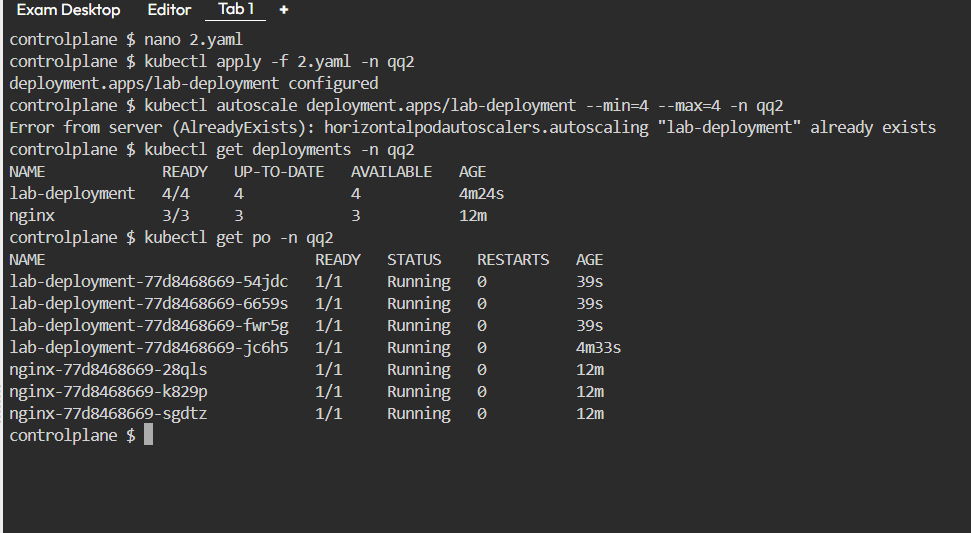 Exam Desktop Editor Tab 1 +
controlplane $ nano 2.yaml
controlplane $ kubectl apply -f 2.yaml -n qq2
deployment.apps/lab-deployment configured
controlplane $ kubectl autoscale deployment.apps/lab-deployment --min=4 --max=4 -n qq2
Error from server (AlreadyExists): horizontalpodautoscalers.autoscaling "lab-deployment" already exists
controlplane $ kubectl get deployments -n qq2
NAME READY UP-TO-DATE AVAILABLE AGE
lab-deployment 4/4 4 4 4m24s
nginx 3/3 3 3 12m
controlplane $ kubectl get po -n qq2
NAME READY STATUS RESTARTS AGE
lab-deployment-77d8468669-54jdc 1/1 Running 0 39s
lab-deployment-77d8468669-6659s 1/1 Running 0 39s
lab-deployment-77d8468669-fwr5g 1/1 Running 0 39s
lab-deployment-77d8468669-jc6h5 1/1 Running 0 4m33s
nginx-77d8468669-28qls 1/1 Running 0 12m
nginx-77d8468669-k829p 1/1 Running 0 12m
nginx-77d8468669-sgdtz 1/1 Running 0 12m
controlplane $